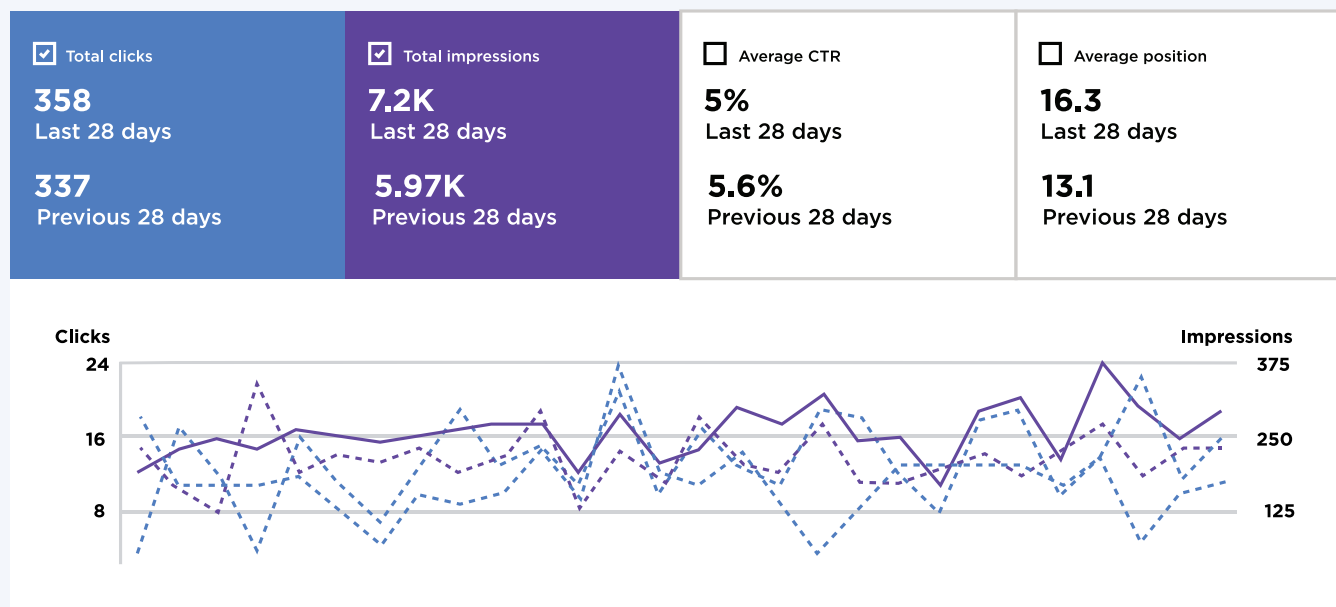 Total clicks
358
Last 28 days
337
Previous 28 days
Total impressions
7.2K
Last 28 days
5.97K
Previous 28 days
Average CTR
5%
Last 28 days
5.6%
Previous 28 days
Average position
16.3
Last 28 days
13.1
Previous 28 days
Clicks
24
16
8
Impressions
375
250
125